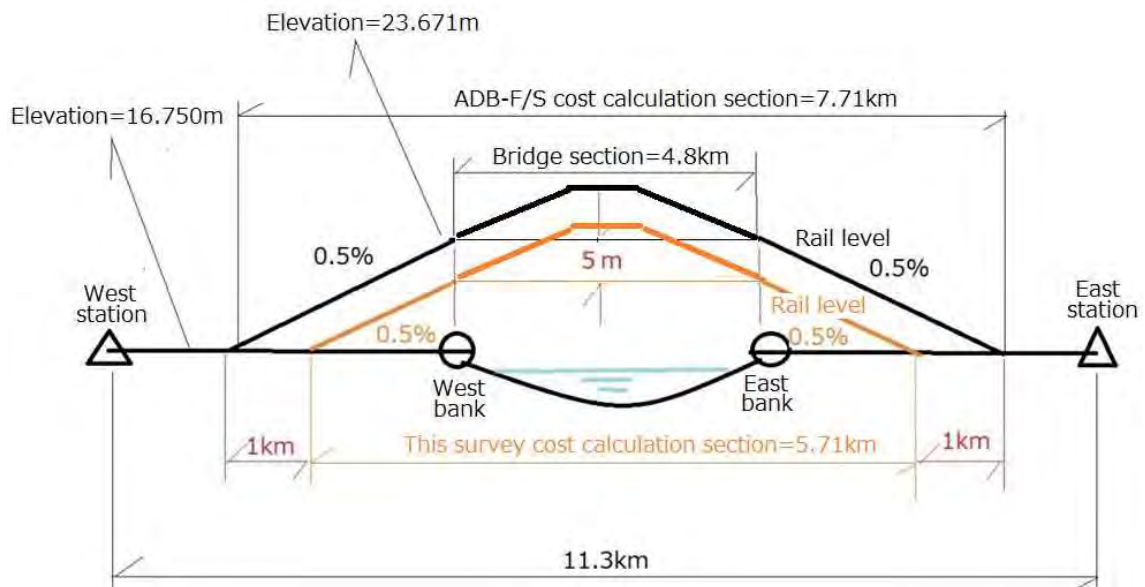 Elevation=23.671m
ADB-F/S cost calculation section=7.71km
Elevation=16.750m
Bridge section=4.8km
0.5%
Rail level
0.5%
5m
West
station
East
station
Rail level
0.5%
0.5%
West
bank
East
bank
1km
This survey cost calculation section=5.71km
1km
11.3km